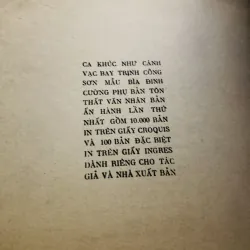 CA KHÚC NHƯ CÁNH
VẠC BAY TRỊNH CÔNG
SƠN MẪU BÌA ĐINH
CƯỜNG PHỤ BẢN TÔN
THẤT VĂN NHÂN BẢN
ẤN HÀNH LẦN THỨ
NHẤT GỒM 10.000 BẢN
IN TRÊN GIẤY CROQUIS
VÀ 100 BẢN ĐẶC BIỆT
IN TRÊN GIẤY INGRES
DÀNH RIÊNG CHO TÁC
GIẢ VÀ NHÀ XUẤT BẢN